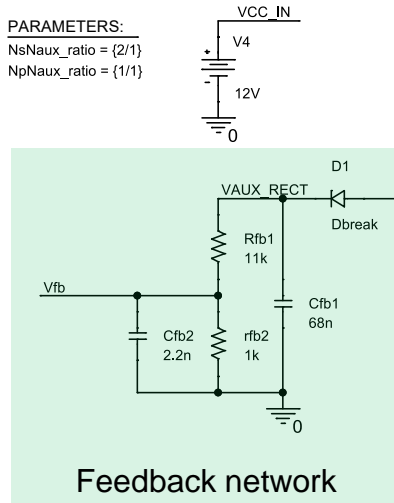 PARAMETERS:
NsNaux_ratio = {2/1}
NpNaux_ratio = {1/1}
VCC_IN
V4
+
-
12V
0
D1
VAUX_RECT
Dbreak
Rfb1
11k
Vfb
Cfb1
68n
Cfb2
2.2n
rfb2
1k
0
Feedback network